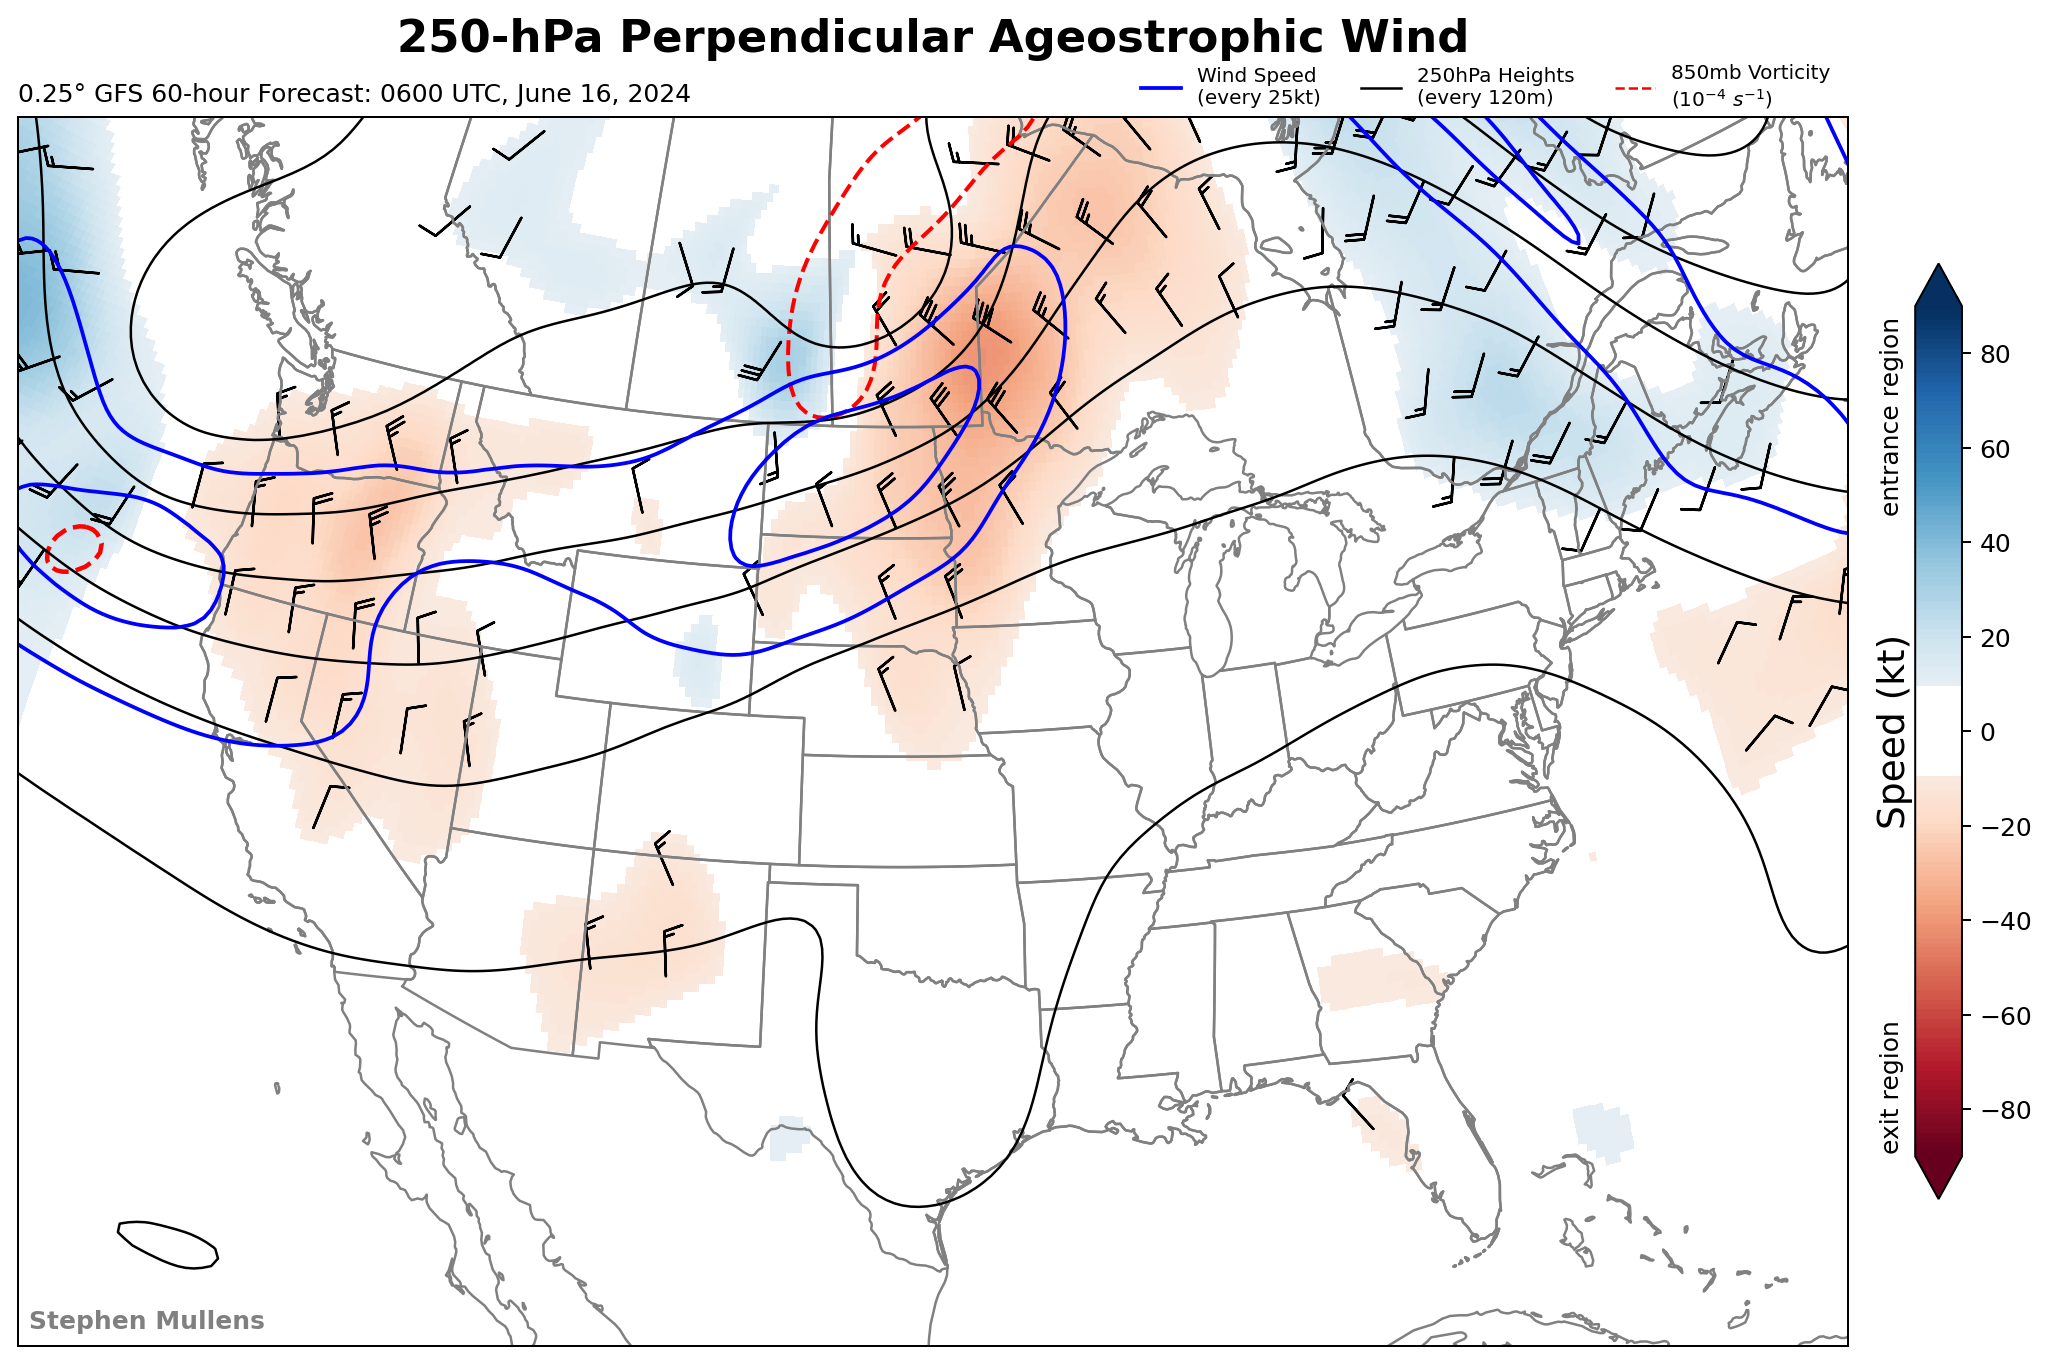 250-hPa Perpendicular Ageostrophic Wind
0.25° GFS 60-hour Forecast: 0600 UTC, June 16, 2024
Wind Speed
(every 25kt)
250hPa Heights
(every 120m)
850mb Vorticity
(10⁻⁴ s⁻¹)
entrance region
Speed (kt)
exit region
80
60
40
20
0
−20
−40
−60
−80
Stephen Mullens